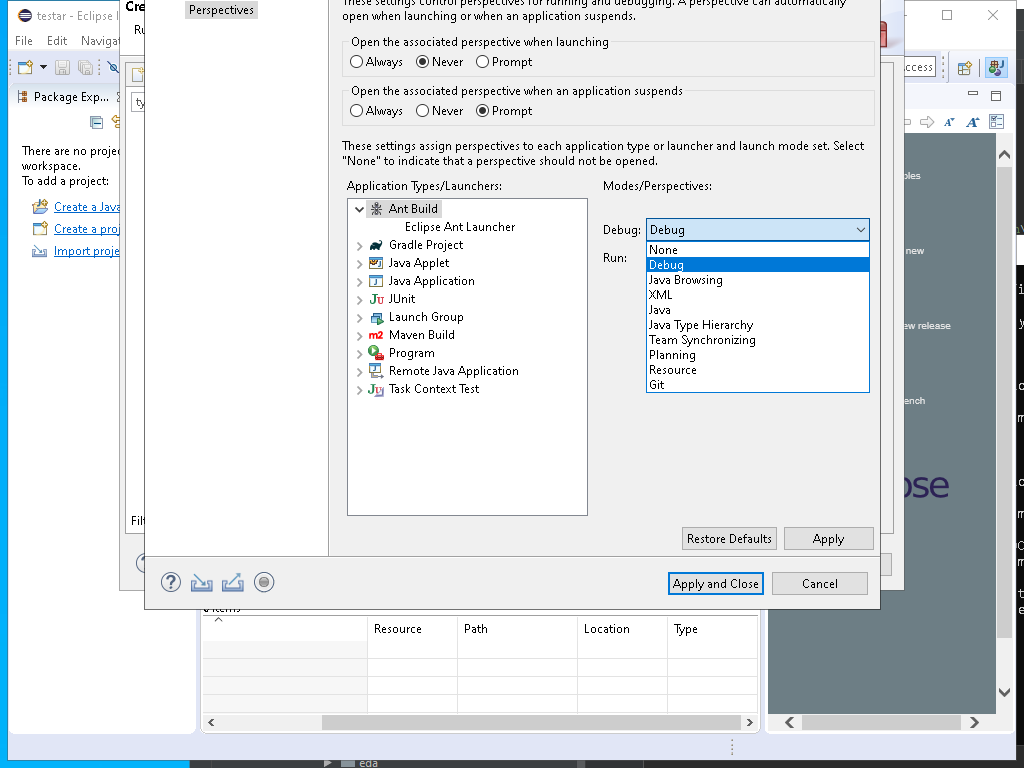 testar - Eclipse I
Cre
Perspectives
These settings control perspectives for running and debugging. A perspective can automatically
open when launching or when an application suspends.
File Edit Navigat
Ru
Open the associated perspective when launching
Always Never Prompt
ccess
Open the associated perspective when an application suspends
Always Never Prompt
Package Exp...
ty
There are no proje
workspace.
To add a project:
Create a Java
Create a proj
Import proje
These settings assign perspectives to each application type or launcher and launch mode set. Select
"None" to indicate that a perspective should not be opened.
Application Types/Launchers:
Modes/Perspectives:
Ant Build
Eclipse Ant Launcher
Gradle Project
Java Applet
Java Application
JUnit
Launch Group
Maven Build
Program
Remote Java Application
Task Context Test
Debug: Debug
Run:
None
Debug
Java Browsing
XML
Java
Java Type Hierarchy
Team Synchronizing
Planning
Resource
Git
ples
new
ew release
ench
ose
Filt
Restore Defaults
Apply
Apply and Close
Cancel
Resource Path Location Type
eda